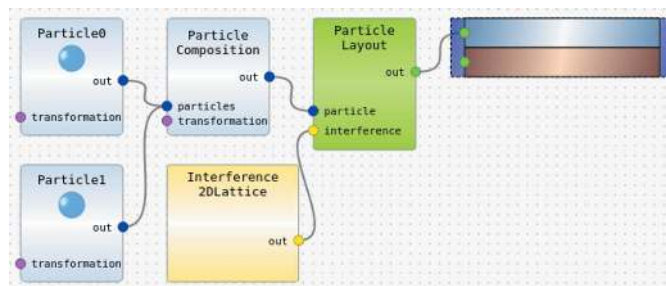 Particle0
out
transformation
Particle
Composition
out
particles
transformation
Particle
Layout
out
particle
interference
Particle1
out
transformation
Interference
2DLattice
out